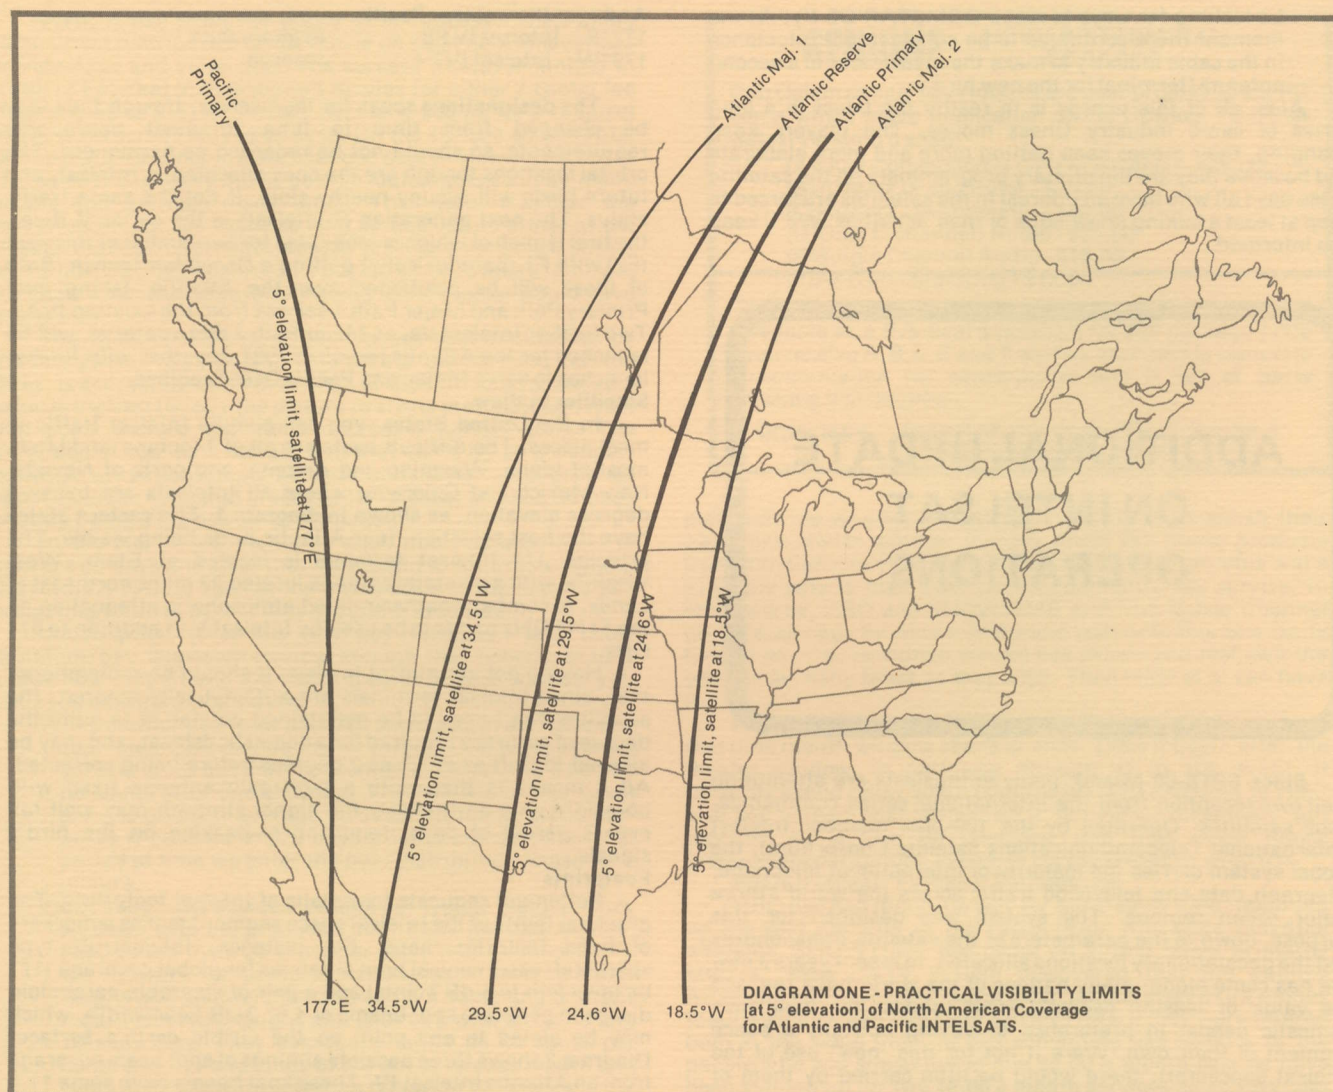 Pacific
Primary
Atlantic Maj. 1
Atlantic Reserve
Atlantic Primary
Atlantic Maj. 2
5° elevation limit, satellite at 177° E
5° elevation limit, satellite at 34.5° W
5° elevation limit, satellite at 29.5°W
5° elevation limit, satellite at 24.6°W
5° elevation limit, satellite at 18.5°W
177°E
34.5°W
29.5°W
24.6°W
18.5°W
DIAGRAM ONE - PRACTICAL VISIBILITY LIMITS
[at 5° elevation] of North American Coverage
for Atlantic and Pacific INTELSATS.